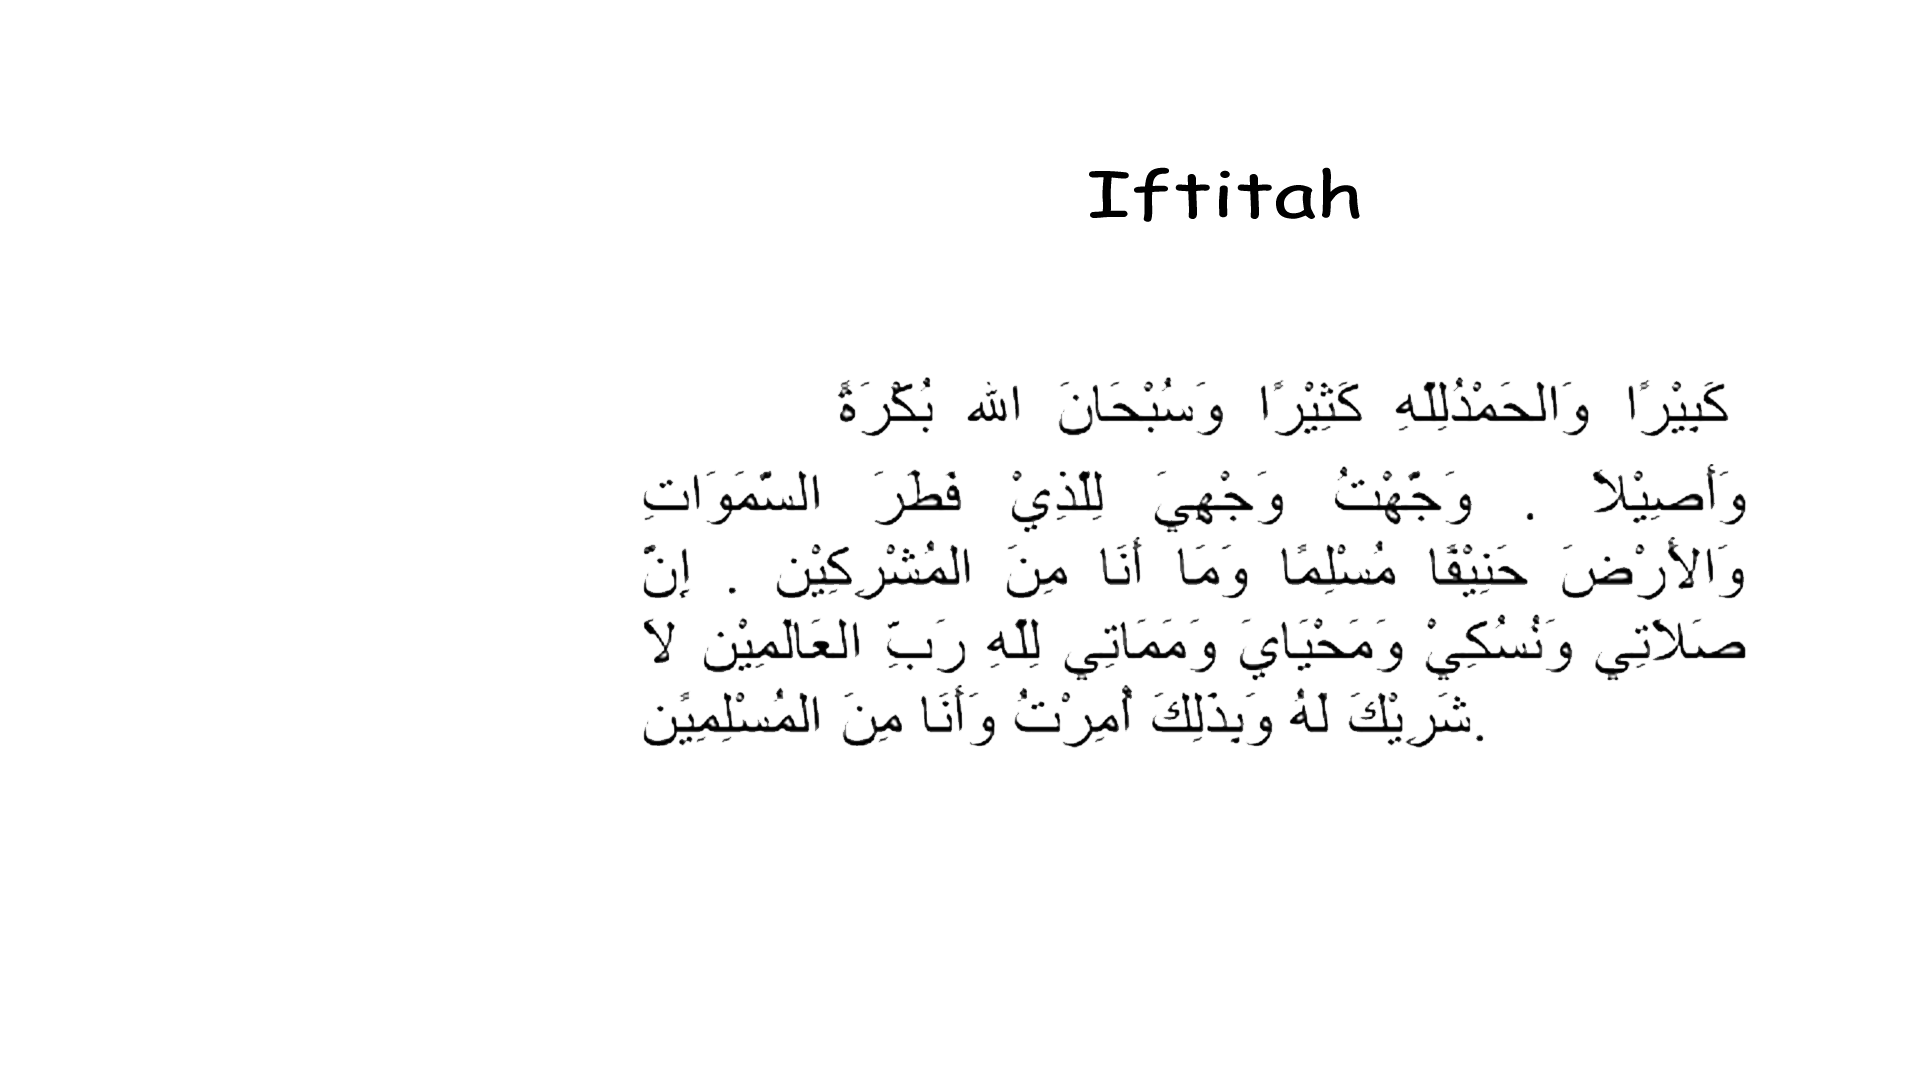 Iftitah
كَبِيْرًا وَالحَمْدُلِلّٰهِ كَثِيْرًا وَسُبْحَانَ الله بُكْرَةً
وَأَصِيْلاَ . وَجَّهْتُ وَجْهِيَ لِلَّذِيْ فَطَرَ السَّمَوَاتِ
وَالأَرْضَ حَنِيْفًا مُسْلِمًا وَمَا أَنَا مِنَ المُشْرِكِيْن . إِنَّ
صَلاَتِي وَنُسُكِيْ وَمَحْيَايَ وَمَمَاتِي لِلّٰهِ رَبِّ العَالَمِيْن لاَ
شَرِيْكَ لَهُ وَبِذَلِكَ أُمِرْتُ وَأَنَا مِنَ المُسْلِمِيْن.